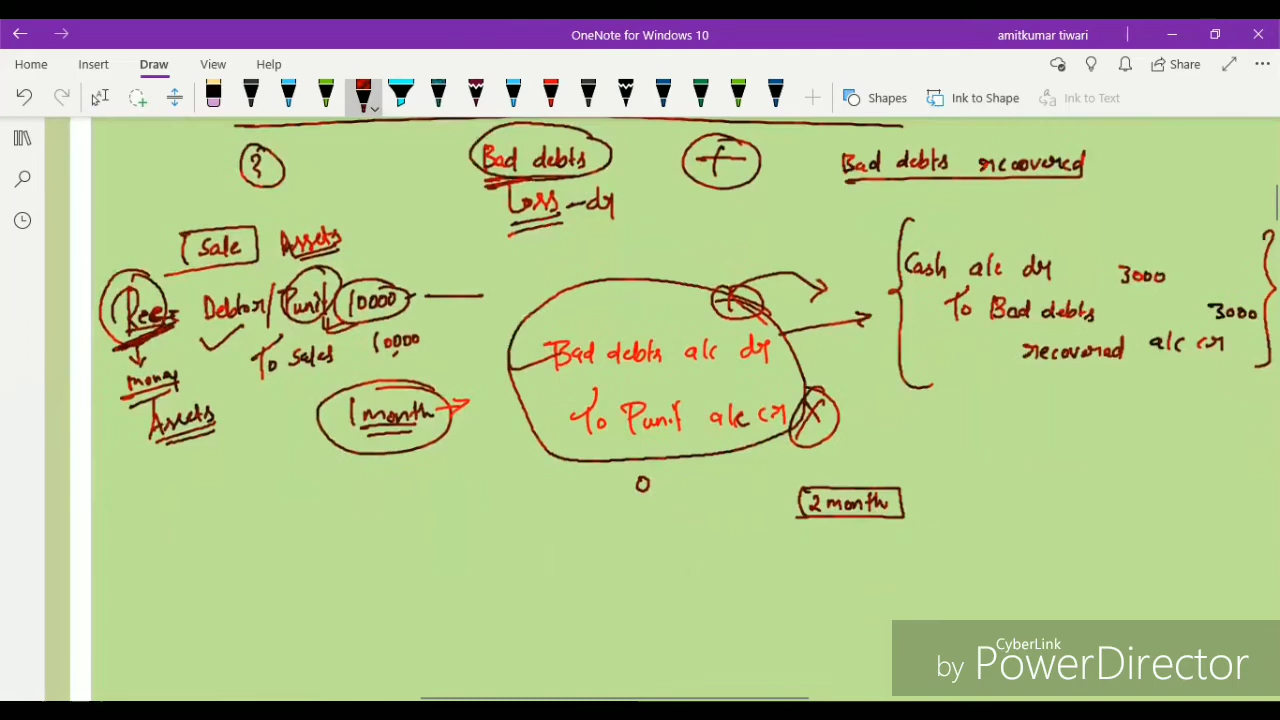 OneNote for Windows 10
amitkumar tiwari
Home Insert Draw View Help
Share
Shapes
Ink to Shape
Ink to Text
? Bad debts + Bad debts recovered
Loss - dr
Sale Assets
Debtor/ Punit 10000
To Sales 10000
money
Assets
1 month
Bad debts a/c dr
To Punit a/c cr
0
Cash a/c dr 3000
To Bad debts 3000
recovered a/c cr
2 month
CyberLink
by PowerDirector